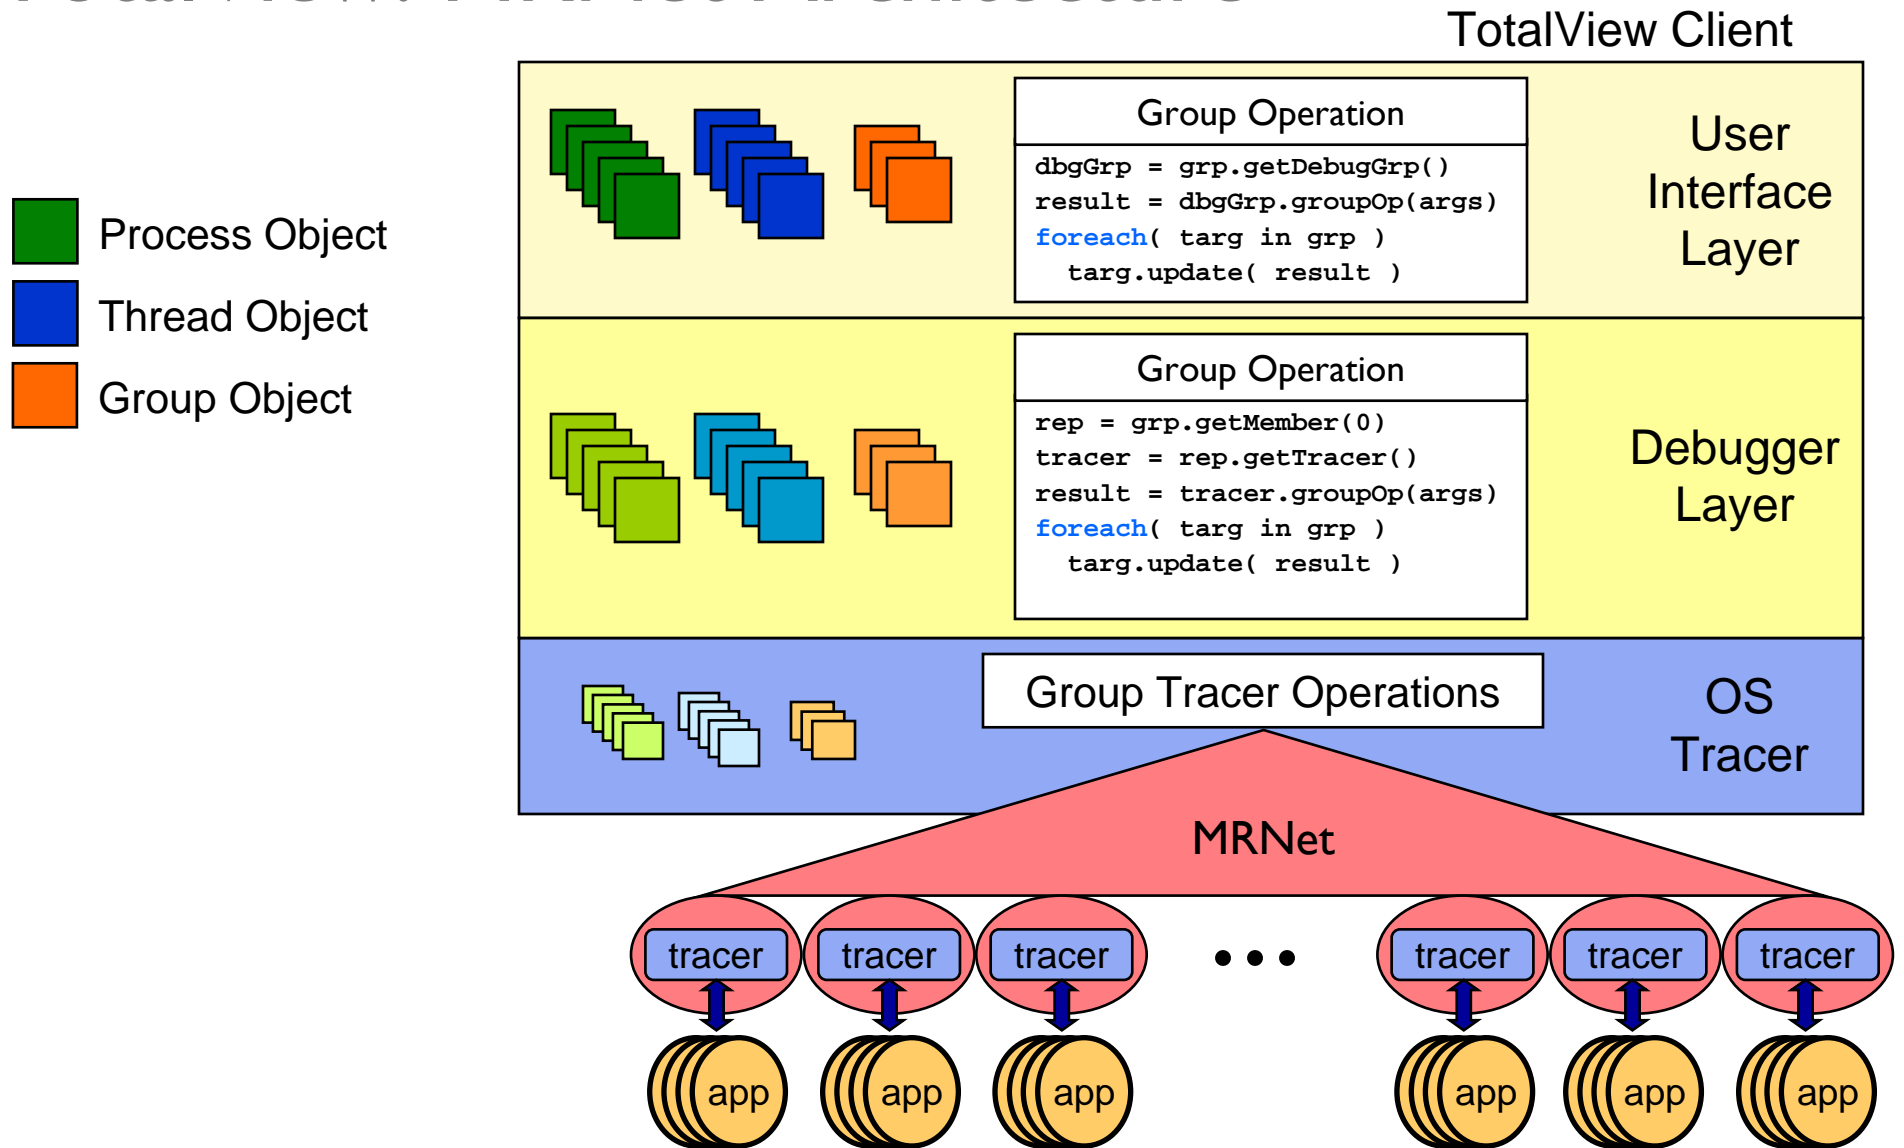 TotalView Client
Process Object
Thread Object
Group Object
Group Operation
dbgGrp = grp.getDebugGrp()
result = dbgGrp.groupOp(args)
foreach( targ in grp )
targ.update( result )
User
Interface
Layer
Group Operation
rep = grp.getMember(0)
tracer = rep.getTracer()
result = tracer.groupOp(args)
foreach( targ in grp )
targ.update( result )
Debugger
Layer
Group Tracer Operations
OS
Tracer
MRNet
tracer
tracer
tracer
...
tracer
tracer
tracer
app
app
app
app
app
app